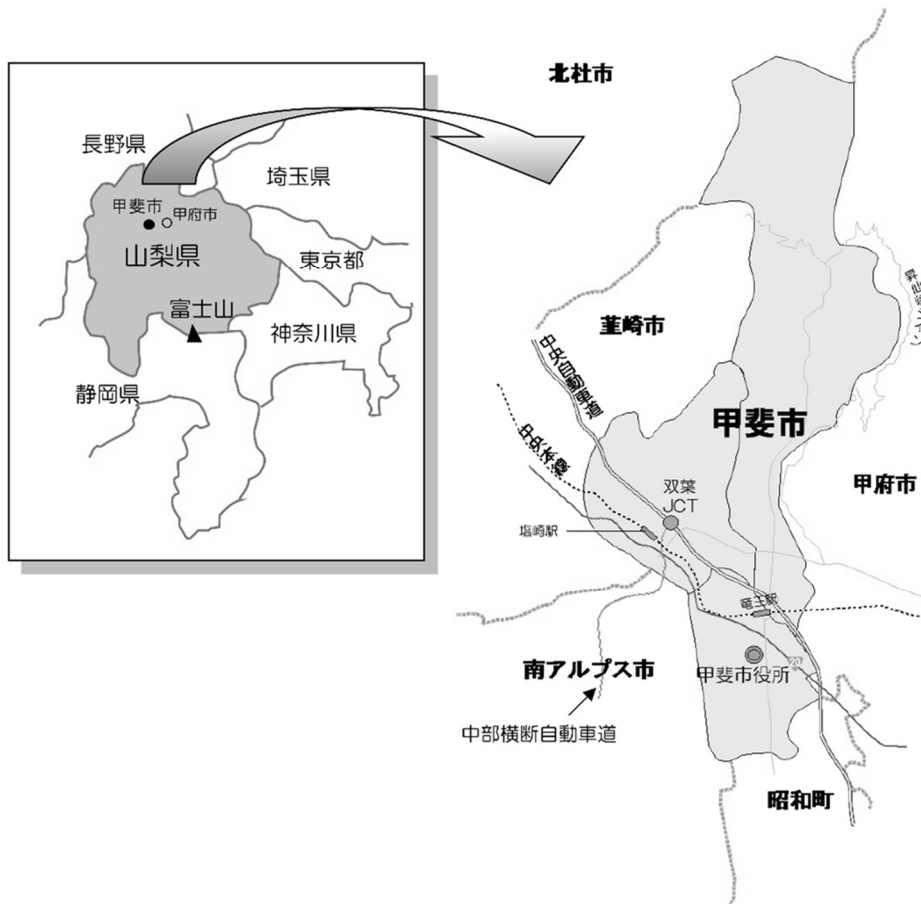 長野県
埼玉県
甲斐市
甲府市
山梨県
東京都
富士山
神奈川県
静岡県
北杜市
韮崎市
中央自動車道
甲斐市
中央本線
双葉
JCT
甲府市
塩崎駅
竜王駅
南アルプス市
甲斐市役所
20
中部横断自動車道
昭和町